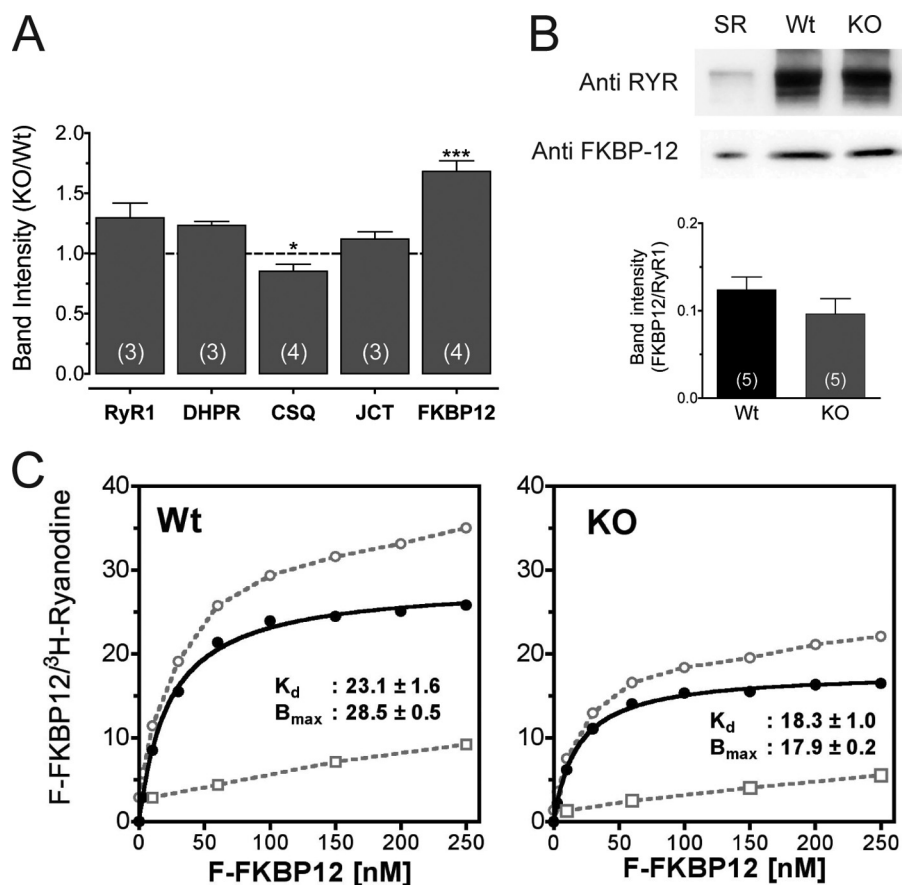 A
Band Intensity (KO/Wt)
2.0
1.5
1.0
0.5
0.0
*
***
(3)
(3)
(4)
(3)
(4)
RyR1
DHPR
CSQ
JCT
FKBP12
B
SR Wt KO
Anti RYR
Anti FKBP-12
Band intensity
(FKBP12/RyR1)
0.2
0.1
0.0
(5)
(5)
Wt
KO
C
F-FKBP12/³H-Ryanodine
40
30
20
10
0
Wt
K_d : 23.1 ± 1.6
B_max : 28.5 ± 0.5
0 50 100 150 200 250
F-FKBP12 [nM]
40
30
20
10
0
KO
K_d : 18.3 ± 1.0
B_max : 17.9 ± 0.2
0 50 100 150 200 250
F-FKBP12 [nM]